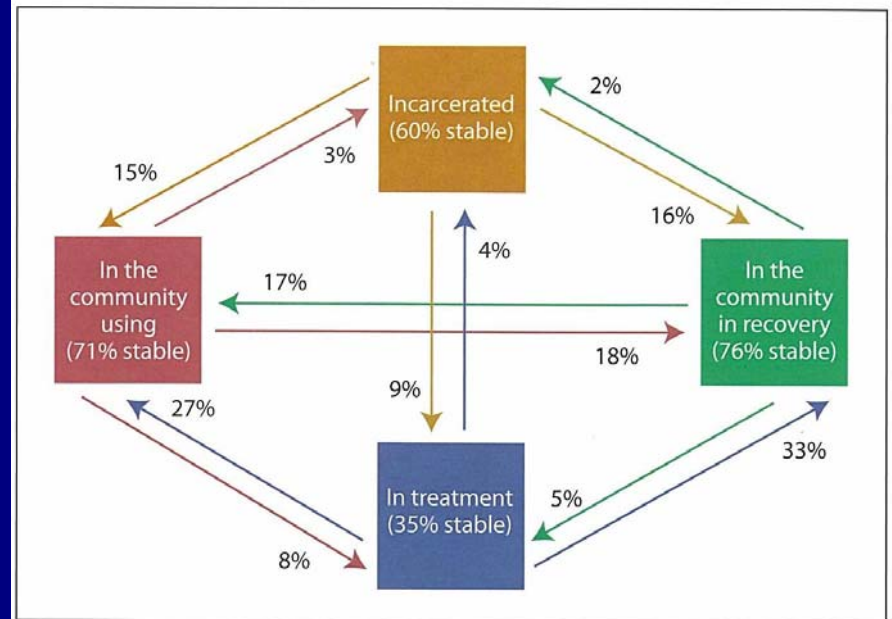 Incarcerated
(60% stable)
2%
15%
3%
16%
4%
In the
community
using
(71% stable)
17%
18%
In the
community
in recovery
(76% stable)
27%
9%
33%
In treatment
(35% stable)
5%
8%